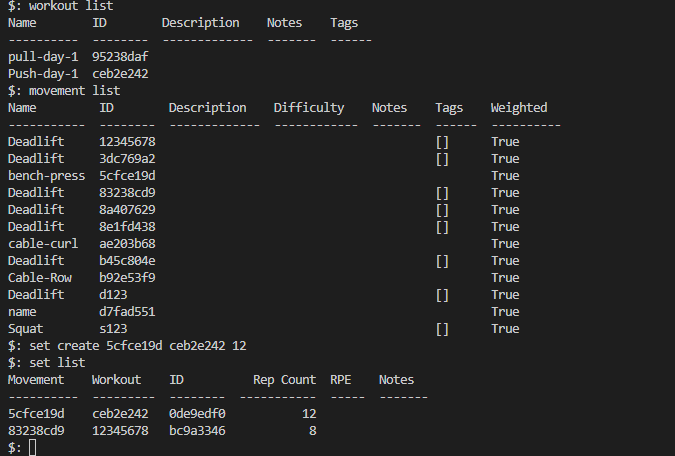 $: workout list
Name        ID        Description    Notes    Tags
----------  --------  -------------  -------  ------
pull-day-1  95238daf
Push-day-1  ceb2e242
$: movement list
Name         ID        Description    Difficulty    Notes    Tags    Weighted
-----------  --------  -------------  ------------  -------  ------  ----------
Deadlift     12345678                                        []      True
Deadlift     3dc769a2                                        []      True
bench-press  5cfce19d                                                True
Deadlift     83238cd9                                        []      True
Deadlift     8a407629                                        []      True
Deadlift     8e1fd438                                        []      True
cable-curl   ae203b68                                                True
Deadlift     b45c804e                                        []      True
Cable-Row    b92e53f9                                                True
Deadlift     d123                                            []      True
name         d7fad551                                                True
Squat        s123                                            []      True
$: set create 5cfce19d ceb2e242 12
$: set list
Movement    Workout   ID          Rep Count  RPE    Notes
----------  --------  --------  -----------  -----  -------
5cfce19d    ceb2e242  0de9edf0           12
83238cd9    12345678  bc9a3346            8
$: